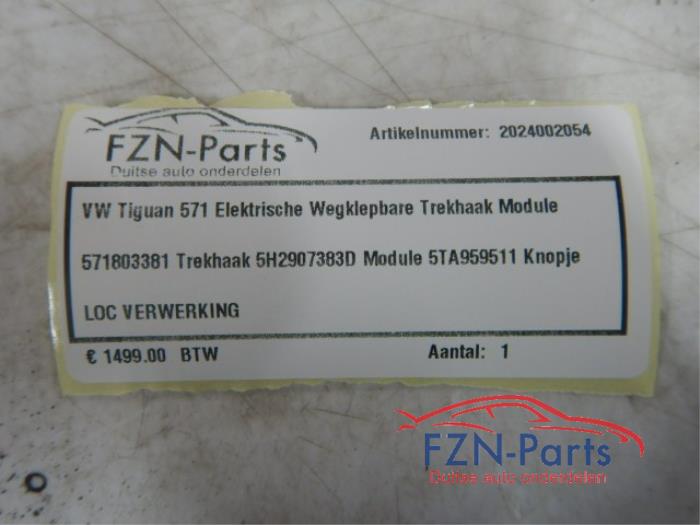 FZN-Parts
Duitse auto onderdelen
Artikelnummer: 2024002054
VW Tiguan 571 Elektrische Wegklepbare Trekhaak Module
571803381 Trekhaak 5H2907383D Module 5TA959511 Knopje
LOC VERWERKING
€ 1499.00 BTW
Aantal: 1
FZN-Parts
Duitse auto onderdelen